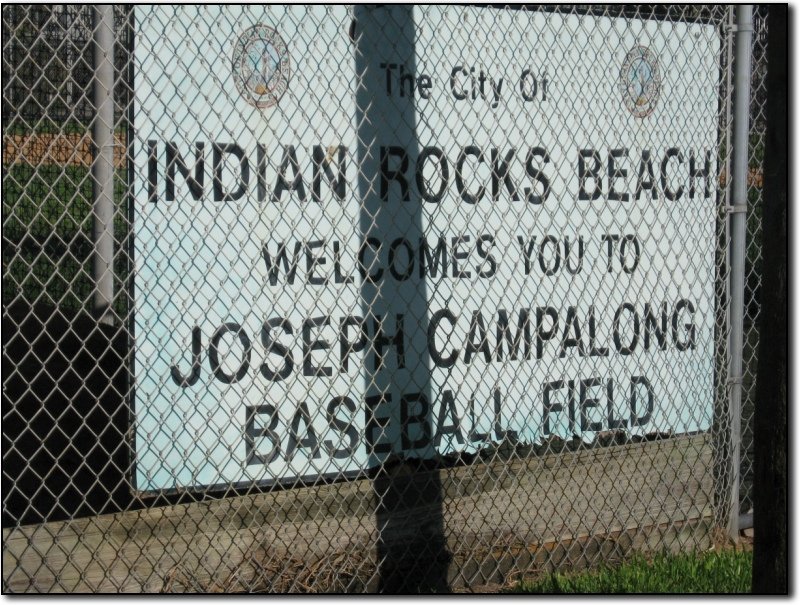 The City Of
INDIAN ROCKS BEACH
WELCOMES YOU TO
JOSEPH CAMPALONG
BASEBALL FIELD